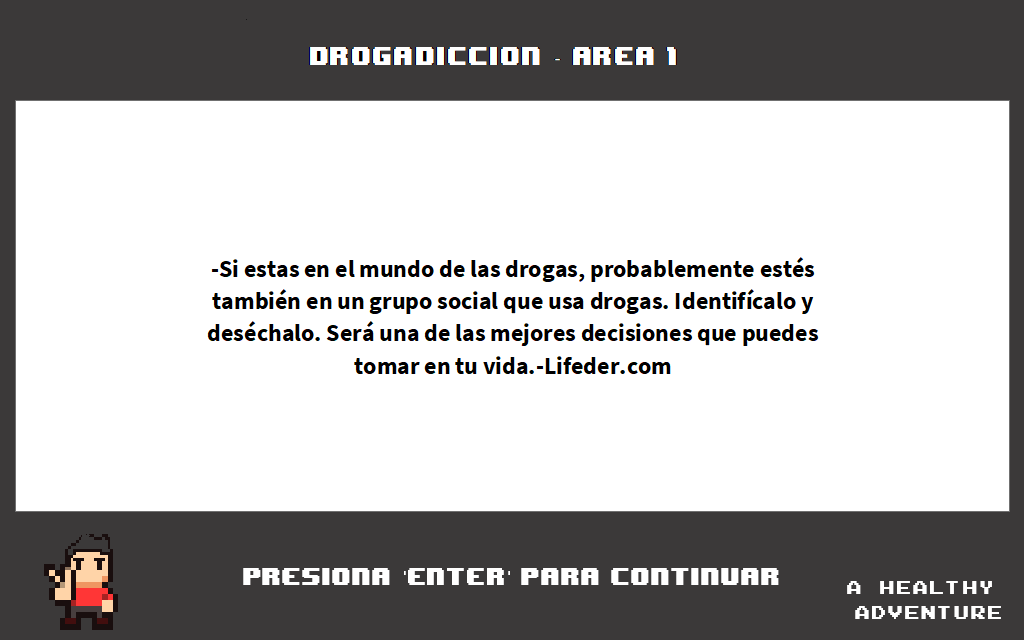 DROGADICCION - AREA 1
-Si estas en el mundo de las drogas, probablemente estés
también en un grupo social que usa drogas. Identifícalo y
deséchalo. Será una de las mejores decisiones que puedes
tomar en tu vida.-Lifeder.com
PRESIONA 'ENTER' PARA CONTINUAR
A HEALTHY
ADVENTURE